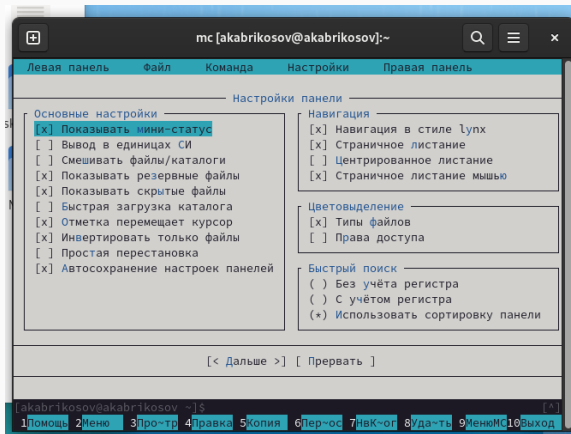 mc [akabrikosov@akabrikosov]:~
Левая панель Файл Команда Настройки Правая панель
Настройки панели
Основные настройки
[x] Показывать мини-статус
[ ] Вывод в единицах СИ
[ ] Смешивать файлы/каталоги
[x] Показывать резервные файлы
[x] Показывать скрытые файлы
[ ] Быстрая загрузка каталога
[x] Отметка перемещает курсор
[x] Инвертировать только файлы
[ ] Простая перестановка
[x] Автосохранение настроек панелей
Навигация
[x] Навигация в стиле lynx
[x] Страничное листание
[ ] Центрированное листание
[x] Страничное листание мышью
Цветовыделение
[x] Типы файлов
[ ] Права доступа
Быстрый поиск
( ) Без учёта регистра
( ) С учётом регистра
(*) Использовать сортировку панели
[< Дальше >] [ Прервать ]
[akabrikosov@akabrikosov ~]$ [^]
1Помощь 2Меню 3Про~тр 4Правка 5Копия 6Пер~ос 7НвК~ог 8Уда~ть 9МенюMC 10Выход